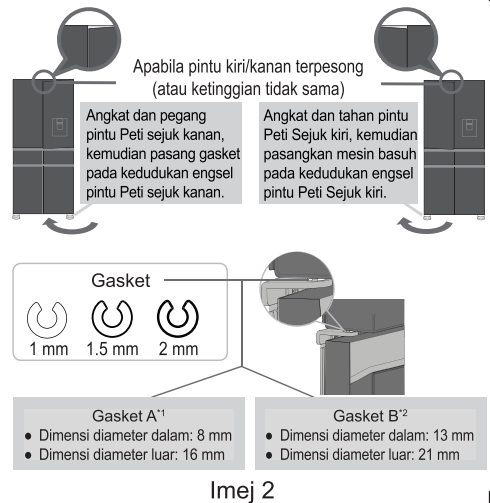 Apabila pintu kiri/kanan terpesong
(atau ketinggian tidak sama)
Angkat dan pegang
pintu Peti sejuk kanan,
kemudian pasang gasket
pada kedudukan engsel
pintu Peti sejuk kanan.
Angkat dan tahan pintu
Peti Sejuk kiri, kemudian
pasangkan mesin basuh
pada kedudukan engsel
pintu Peti Sejuk kiri.
Gasket
1 mm 1.5 mm 2 mm
Gasket A*1
● Dimensi diameter dalam: 8 mm
● Dimensi diameter luar: 16 mm
Gasket B*2
● Dimensi diameter dalam: 13 mm
● Dimensi diameter luar: 21 mm
Imej 2